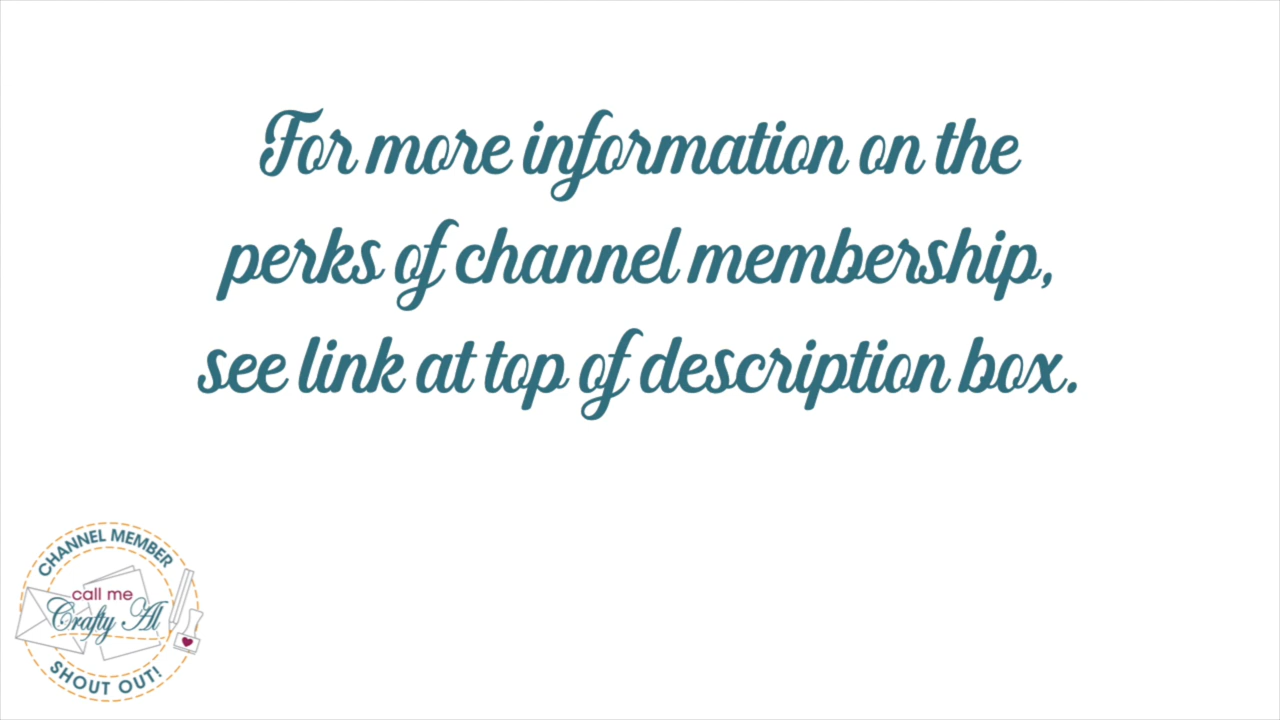 For more information on the
perks of channel membership,
see link at top of description box.
CHANNEL MEMBER
call me
Crafty Al
SHOUT OUT!